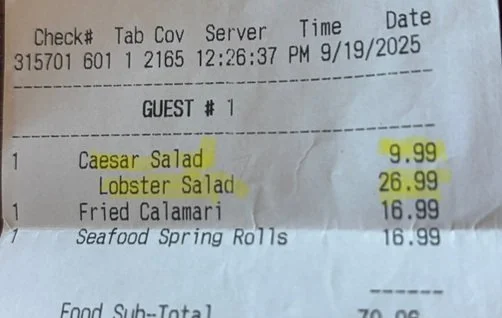 Check# Tab Cov Server Time Date
315701 601 1 2165 12:26:37 PM 9/19/2025
GUEST # 1
1 Caesar Salad 9.99
Lobster Salad 26.99
1 Fried Calamari 16.99
1 Seafood Spring Rolls 16.99
Food Sub-Total 70.96